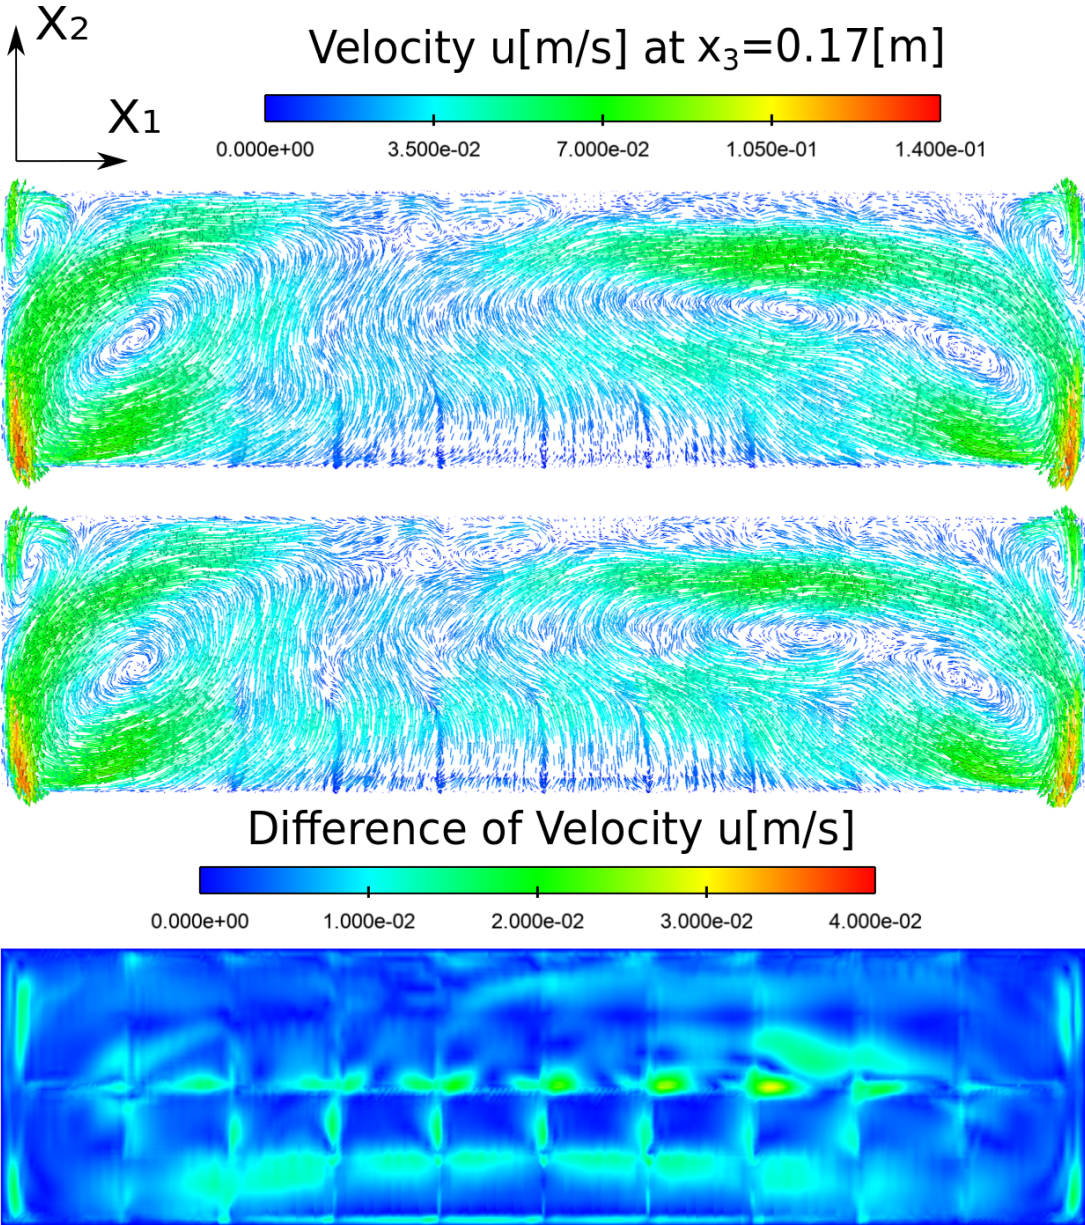 X₂
Velocity u[m/s] at x₃=0.17[m]
X₁
0.000e+00 3.500e-02 7.000e-02 1.050e-01 1.400e-01
Difference of Velocity u[m/s]
0.000e+00 1.000e-02 2.000e-02 3.000e-02 4.000e-02